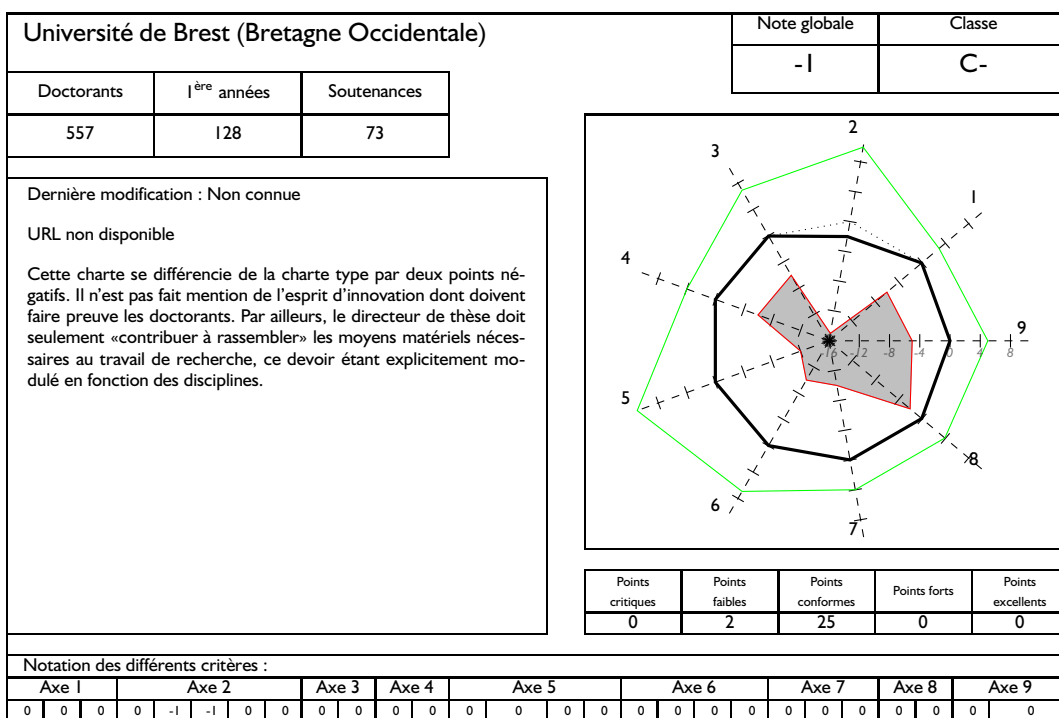 Université de Brest (Bretagne Occidentale)
Note globale Classe
-1 C-
Doctorants 1ère années Soutenances
557 128 73
Dernière modification : Non connue
URL non disponible
Cette charte se différencie de la charte type par deux points né-
gatifs. Il n'est pas fait mention de l'esprit d'innovation dont doivent
faire preuve les doctorants. Par ailleurs, le directeur de thèse doit
seulement «contribuer à rassembler» les moyens matériels néces-
saires au travail de recherche, ce devoir étant explicitement mo-
dulé en fonction des disciplines.
2
3
1
4
9
-16 -12 -8 -4 0 4 8
5
8
6
7
Points critiques Points faibles Points conformes Points forts Points excellents
0 2 25 0 0
Notation des différents critères :
Axe 1 Axe 2 Axe 3 Axe 4 Axe 5 Axe 6 Axe 7 Axe 8 Axe 9
0 0 0 0 -1 -1 0 0 0 0 0 0 0 0 0 0 0 0 0 0 0 0 0 0 0 0 0